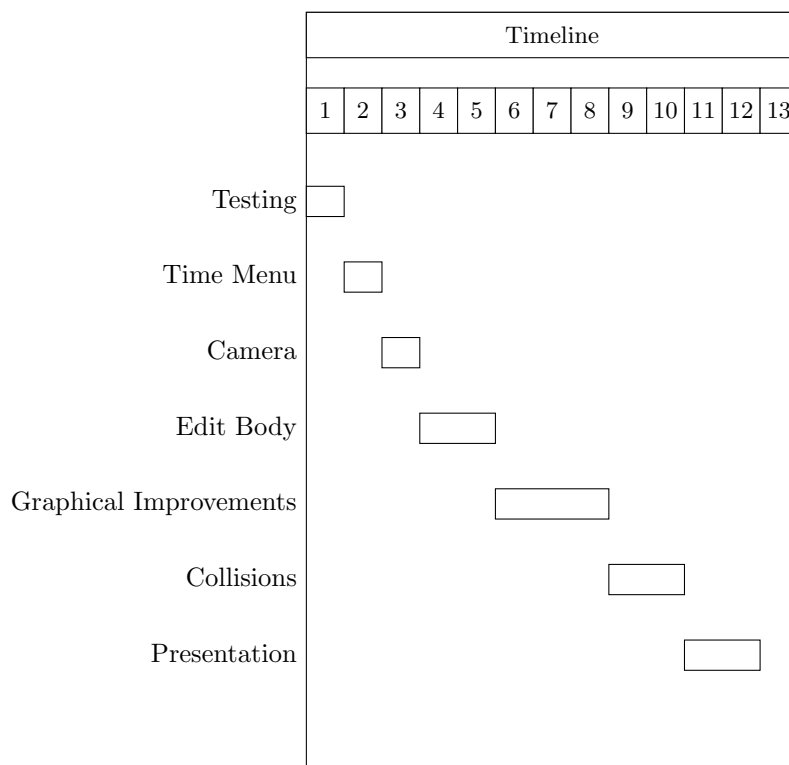 Timeline
1 2 3 4 5 6 7 8 9 10 11 12 13
Testing
Time Menu
Camera
Edit Body
Graphical Improvements
Collisions
Presentation